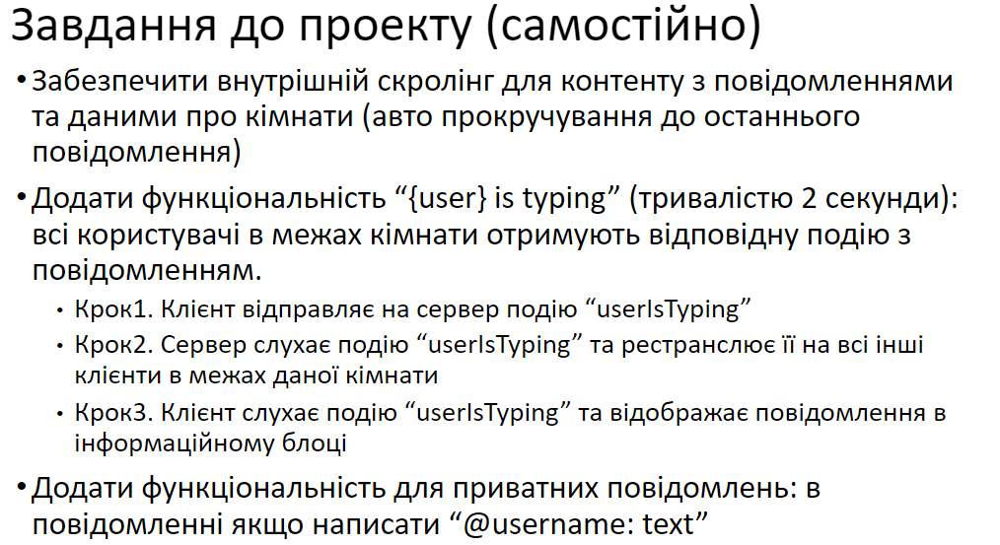 Завдання до проекту (самостійно)
• Забезпечити внутрішній скролінг для контенту з повідомленнями
та даними про кімнати (авто прокручування до останнього
повідомлення)
• Додати функціональність “{user} is typing” (тривалістю 2 секунди):
всі користувачі в межах кімнати отримують відповідну подію з
повідомленням.
• Крок1. Клієнт відправляє на сервер подію “userIsTyping”
• Крок2. Сервер слухає подію “userIsTyping” та рестранслює її на всі інші
клієнти в межах даної кімнати
• Крок3. Клієнт слухає подію “userIsTyping” та відображає повідомлення в
інформаційному блоці
• Додати функціональність для приватних повідомлень: в
повідомленні якщо написати “@username: text”